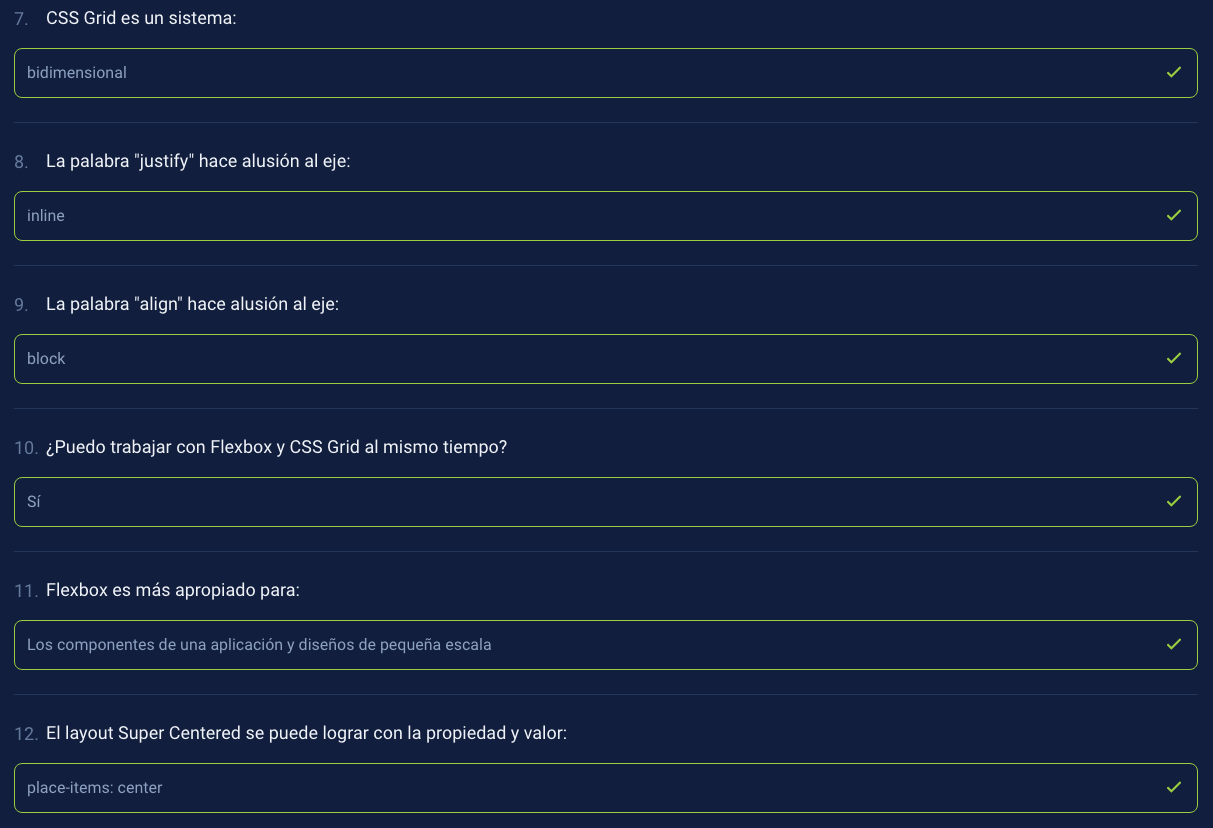 7. CSS Grid es un sistema:
bidimensional
8. La palabra "justify" hace alusión al eje:
inline
9. La palabra "align" hace alusión al eje:
block
10. ¿Puedo trabajar con Flexbox y CSS Grid al mismo tiempo?
Sí
11. Flexbox es más apropiado para:
Los componentes de una aplicación y diseños de pequeña escala
12. El layout Super Centered se puede lograr con la propiedad y valor:
place-items: center